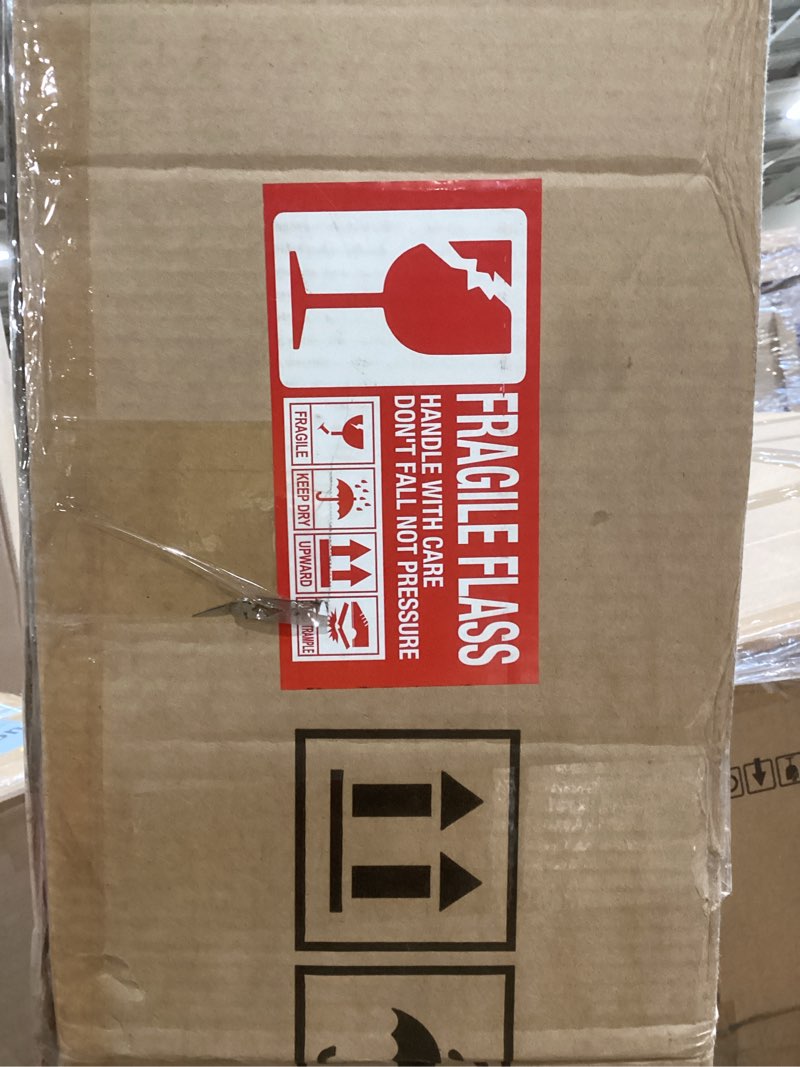 FRAGILE FLASS
HANDLE WITH CARE
DON'T FALL NOT PRESSURE
FRAGILE
KEEP DRY
UPWARD